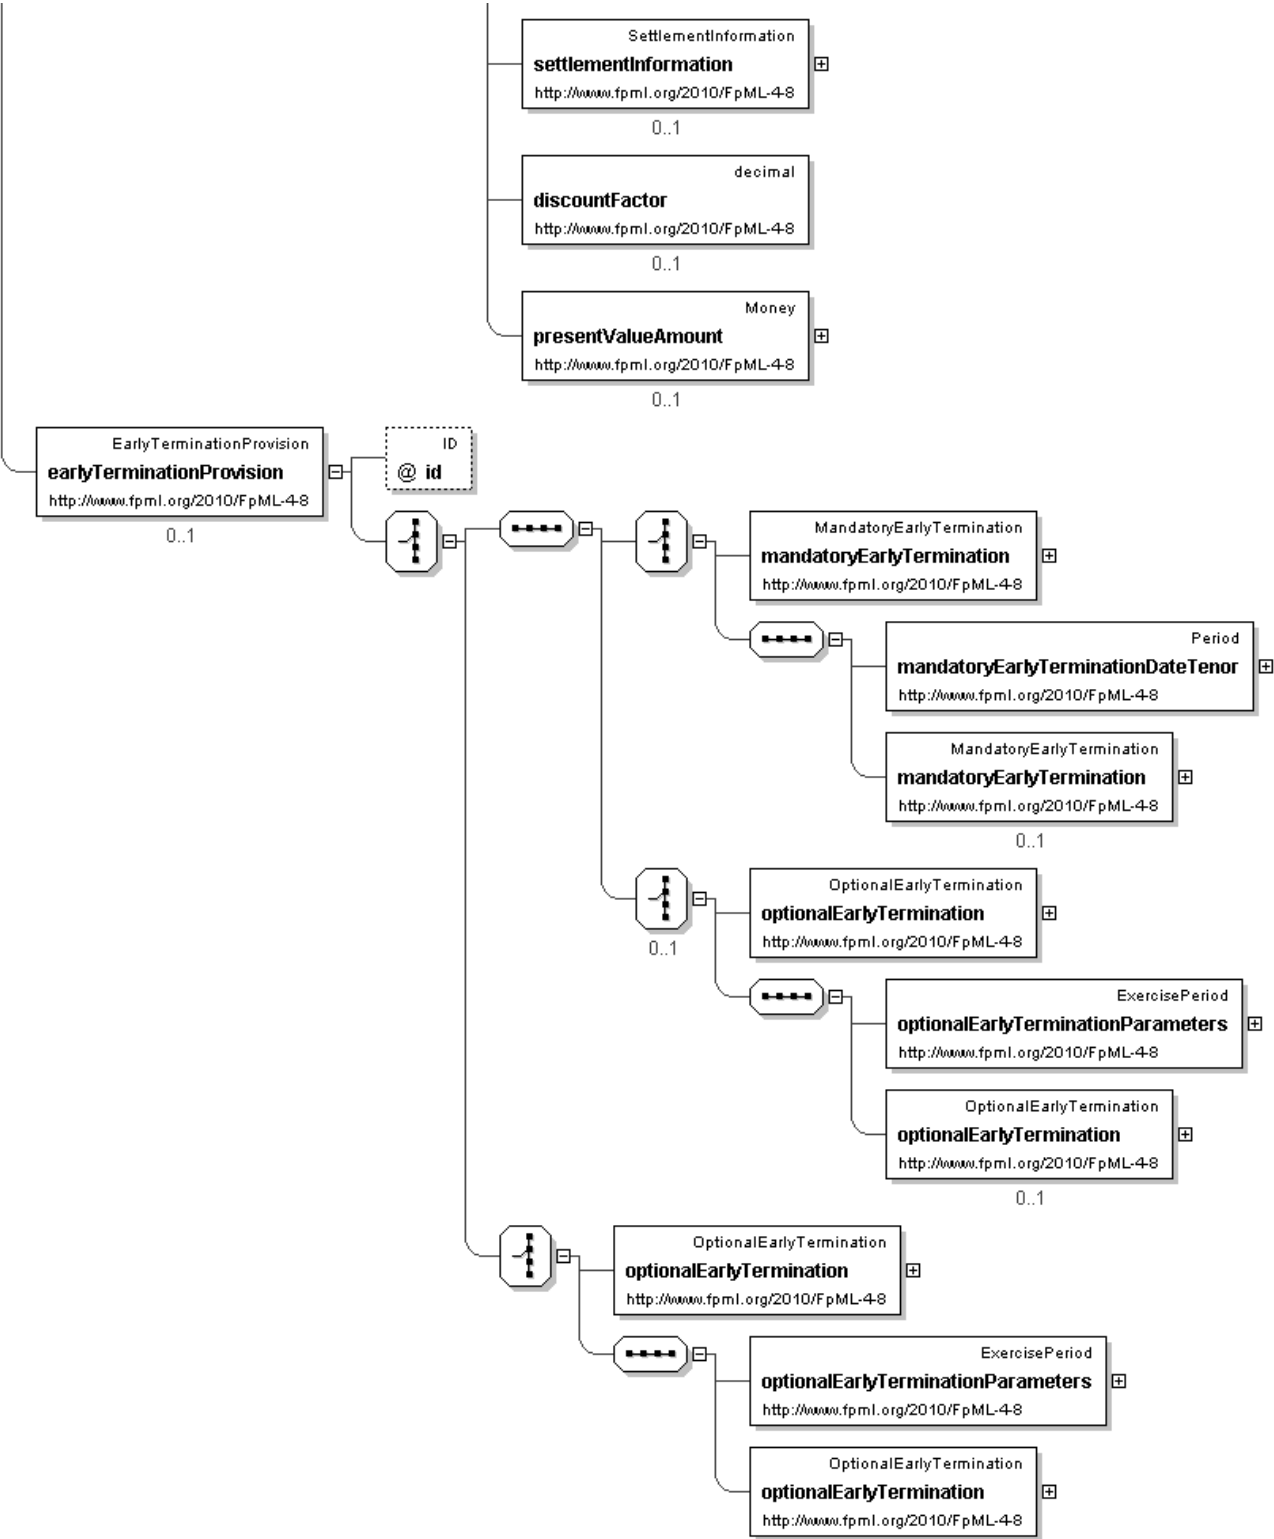 SettlementInformation
settlementInformation
http://www.fpml.org/2010/FpML-4-8
0..1
decimal
discountFactor
http://www.fpml.org/2010/FpML-4-8
0..1
Money
presentValueAmount
http://www.fpml.org/2010/FpML-4-8
0..1
EarlyTerminationProvision
earlyTerminationProvision
http://www.fpml.org/2010/FpML-4-8
0..1
ID
@ id
MandatoryEarlyTermination
mandatoryEarlyTermination
http://www.fpml.org/2010/FpML-4-8
Period
mandatoryEarlyTerminationDateTenor
http://www.fpml.org/2010/FpML-4-8
MandatoryEarlyTermination
mandatoryEarlyTermination
http://www.fpml.org/2010/FpML-4-8
0..1
0..1
OptionalEarlyTermination
optionalEarlyTermination
http://www.fpml.org/2010/FpML-4-8
ExercisePeriod
optionalEarlyTerminationParameters
http://www.fpml.org/2010/FpML-4-8
OptionalEarlyTermination
optionalEarlyTermination
http://www.fpml.org/2010/FpML-4-8
0..1
OptionalEarlyTermination
optionalEarlyTermination
http://www.fpml.org/2010/FpML-4-8
ExercisePeriod
optionalEarlyTerminationParameters
http://www.fpml.org/2010/FpML-4-8
OptionalEarlyTermination
optionalEarlyTermination
http://www.fpml.org/2010/FpML-4-8